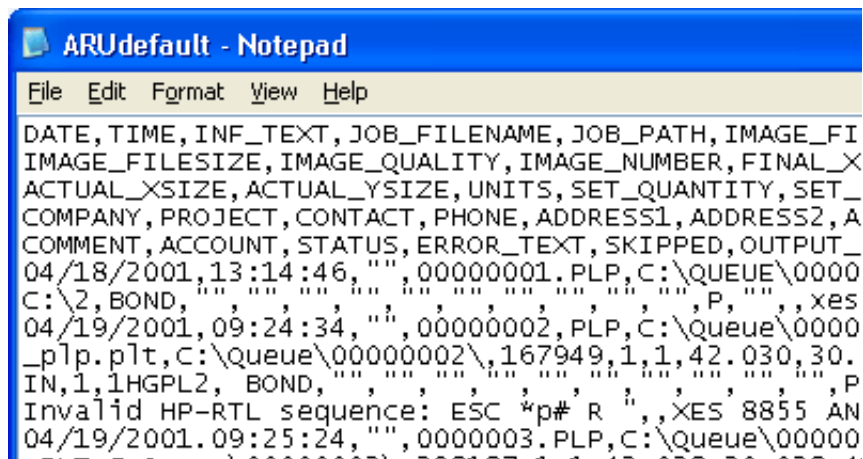 ARUdefault - Notepad
File Edit Format View Help
DATE,TIME,INF_TEXT,JOB_FILENAME,JOB_PATH,IMAGE_FI
IMAGE_FILESIZE,IMAGE_QUALITY,IMAGE_NUMBER,FINAL_X
ACTUAL_XSIZE,ACTUAL_YSIZE,UNITS,SET_QUANTITY,SET_
COMPANY,PROJECT,CONTACT,PHONE,ADDRESS1,ADDRESS2,A
COMMENT,ACCOUNT,STATUS,ERROR_TEXT,SKIPPED,OUTPUT_
04/18/2001,13:14:46,"",00000001.PLP,C:\QUEUE\0000
C:\2,BOND,"","","","","","","","","",P,"",,xes
04/19/2001,09:24:34,"",00000002,PLP,C:\Queue\0000
_plp.plt,C:\Queue\00000002\,167949,1,1,42.030,30.
IN,1,1HGPL2, BOND,"","","","","","","","","",P
Invalid HP-RTL sequence: ESC *p# R ",,XES 8855 AN
04/19/2001.09:25:24,"",0000003.PLP,C:\Queue\00000